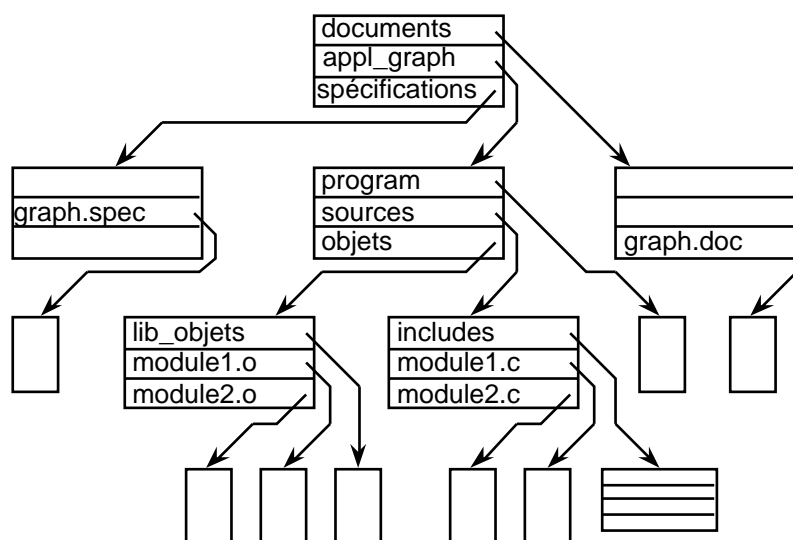 documents
appl_graph
spécifications
graph.spec
program
sources
objets
graph.doc
lib_objets
module1.o
module2.o
includes
module1.c
module2.c